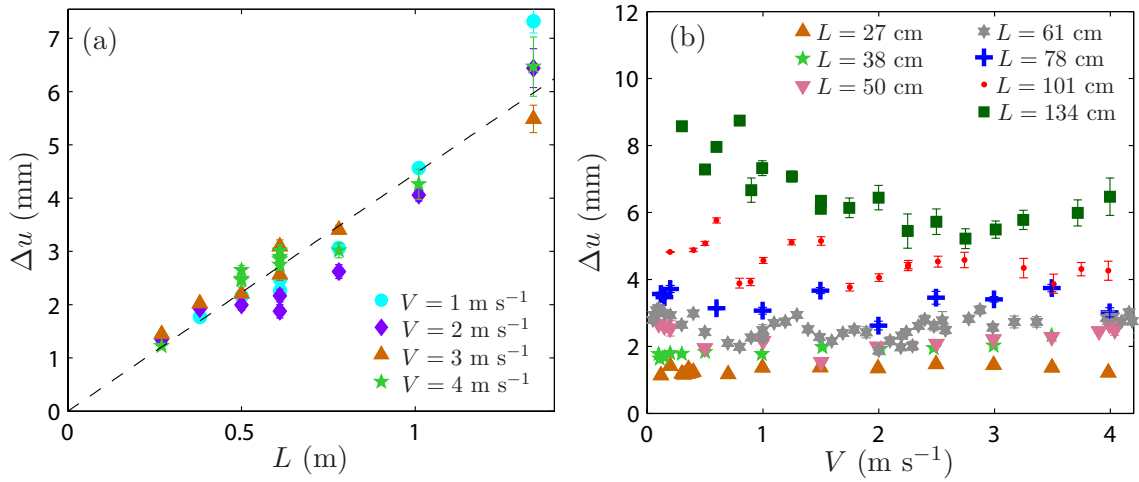 (a)
7
6
5
4
3
2
1
0
0
0.5
1
Δu (mm)
L (m)
V = 1 m s⁻¹
V = 2 m s⁻¹
V = 3 m s⁻¹
V = 4 m s⁻¹
(b)
12
10
8
6
4
2
0
0
1
2
3
4
Δu (mm)
V (m s⁻¹)
L = 27 cm
L = 38 cm
L = 50 cm
L = 61 cm
L = 78 cm
L = 101 cm
L = 134 cm